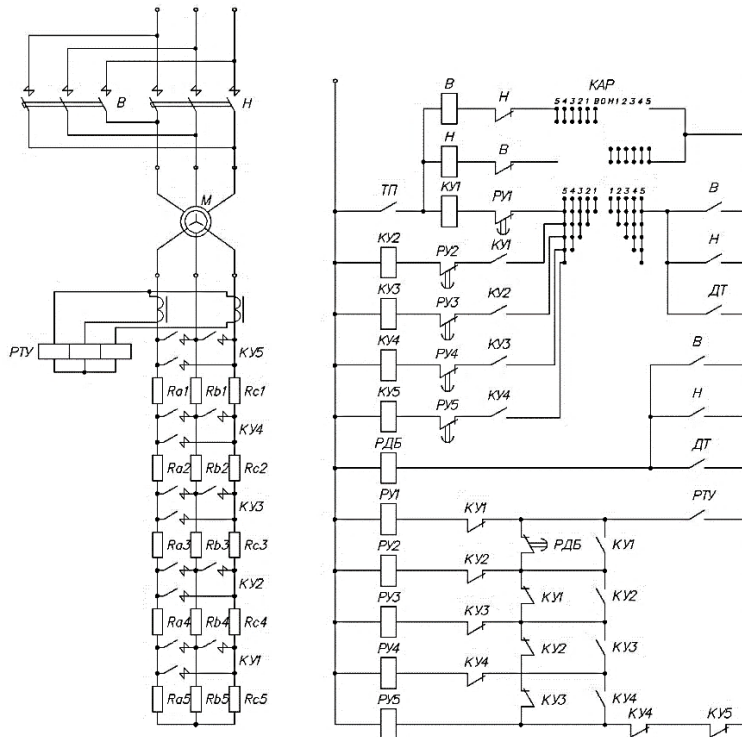 В
Н
М
РТУ
КУ5
Ra1 Rb1 Rc1
КУ4
Ra2 Rb2 Rc2
КУ3
Ra3 Rb3 Rc3
КУ2
Ra4 Rb4 Rc4
КУ1
Ra5 Rb5 Rc5
В Н КАР
5 4 3 2 1 В 0 Н 1 2 3 4 5
Н В
ТП КУ1 РУ1
5 4 3 2 1 1 2 3 4 5
В
КУ2 РУ2 КУ1
Н
КУ3 РУ3 КУ2
ДТ
КУ4 РУ4 КУ3
В
КУ5 РУ5 КУ4
Н
РДБ
ДТ
РУ1 КУ1 РТУ
РДБ КУ1
РУ2 КУ2
КУ1 КУ2
РУ3 КУ3
КУ2 КУ3
РУ4 КУ4
КУ3 КУ4
РУ5
КУ4 КУ5